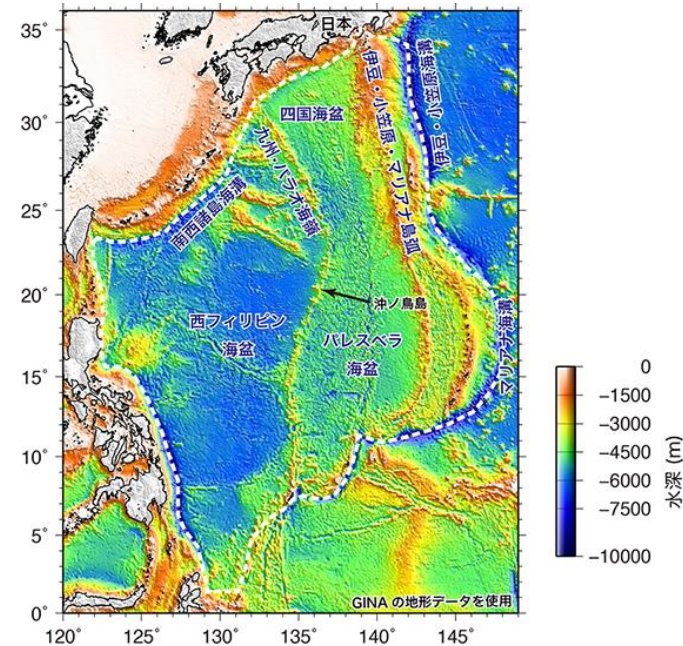 日本
35°
30°
25°
20°
15°
10°
5°
0°
四国海盆
伊豆・小笠原・マリアナ島弧
伊豆・小笠原海溝
九州・パラオ海嶺
南西諸島海溝
沖ノ鳥島
西フィリピン
海盆
パレスベラ
海盆
マリアナ海溝
GINA の地形データを使用
120°
125°
130°
135°
140°
145°
0
−1500
−3000
−4500
−6000
−7500
−10000
水深 (m)